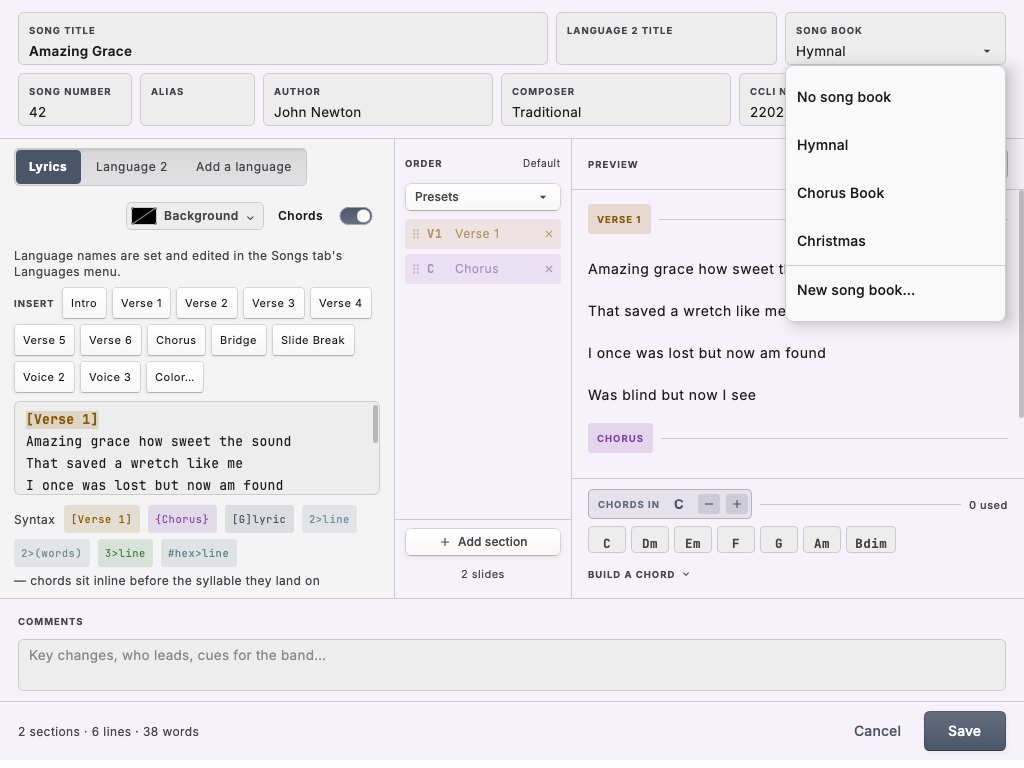 SONG TITLE
Amazing Grace
LANGUAGE 2 TITLE
SONG BOOK
Hymnal
SONG NUMBER
42
ALIAS
AUTHOR
John Newton
COMPOSER
Traditional
CCLI
2202
No song book
Hymnal
Chorus Book
Christmas
New song book...
Lyrics
Language 2
Add a language
Background
Chords
Language names are set and edited in the Songs tab's
Languages menu.
INSERT
Intro
Verse 1
Verse 2
Verse 3
Verse 4
Verse 5
Verse 6
Chorus
Bridge
Slide Break
Voice 2
Voice 3
Color...
[Verse 1]
Amazing grace how sweet the sound
That saved a wretch like me
I once was lost but now am found
Syntax
[Verse 1]
{Chorus}
[G]lyric
2>line
2>(words)
3>line
#hex>line
— chords sit inline before the syllable they land on
ORDER
Default
Presets
V1 Verse 1 ×
C Chorus ×
+ Add section
2 slides
PREVIEW
VERSE 1
Amazing grace how sweet
That saved a wretch like me
I once was lost but now am found
Was blind but now I see
CHORUS
CHORDS IN C − +
0 used
C
Dm
Em
F
G
Am
Bdim
BUILD A CHORD
COMMENTS
Key changes, who leads, cues for the band...
2 sections · 6 lines · 38 words
Cancel
Save